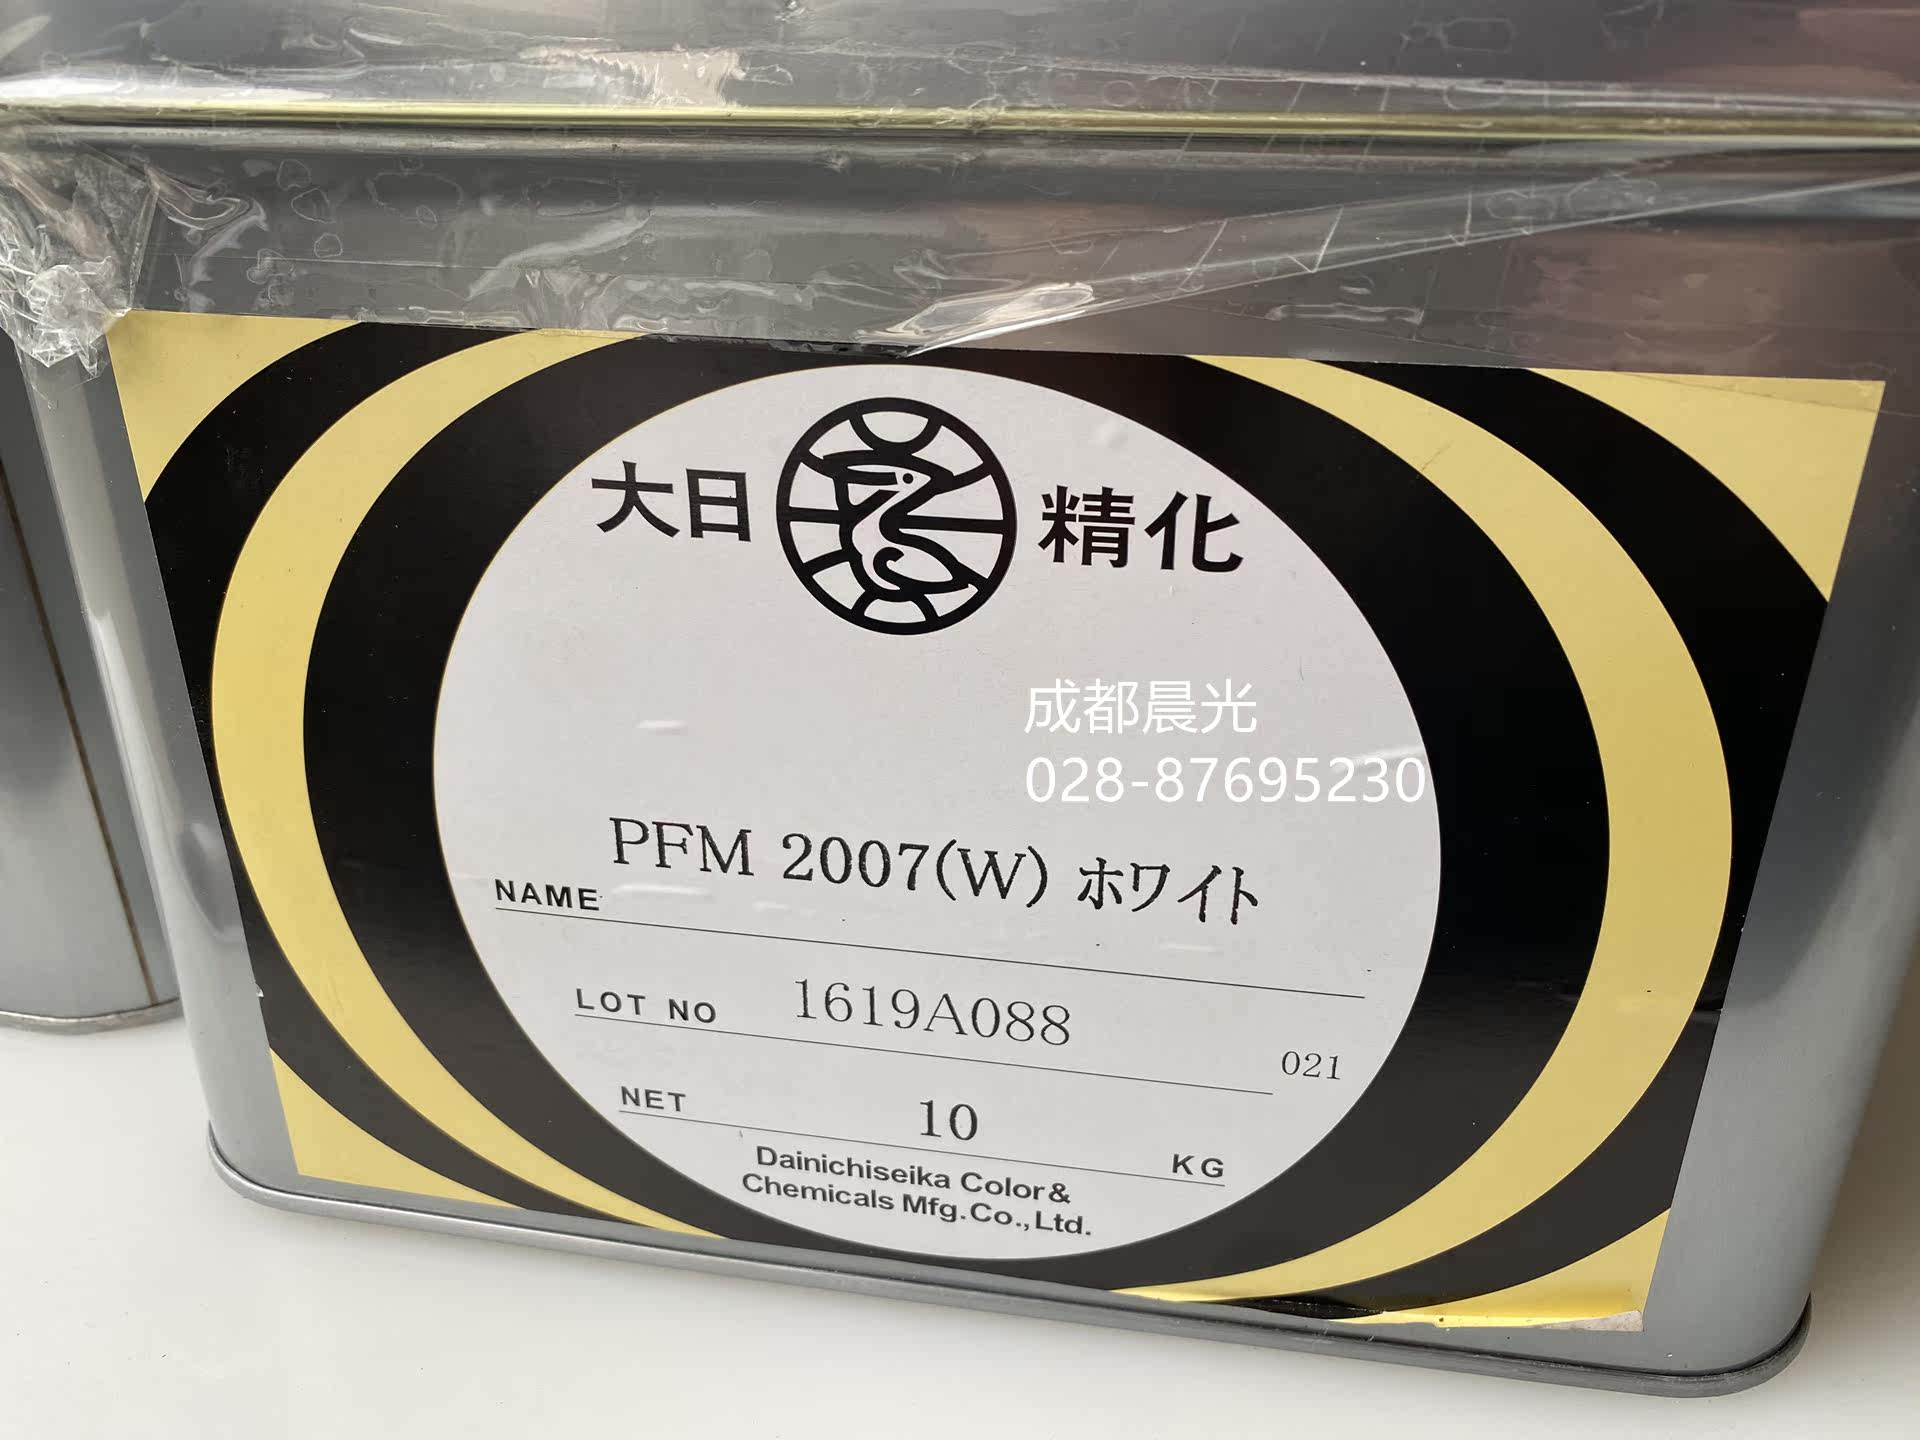 大日 精化
成都晨光
028-87695230
NAME PFM 2007(W) ホワイト
LOT NO 1619A088
021
NET 10 KG
Dainichiseika Color&
Chemicals Mfg.Co.,Ltd.